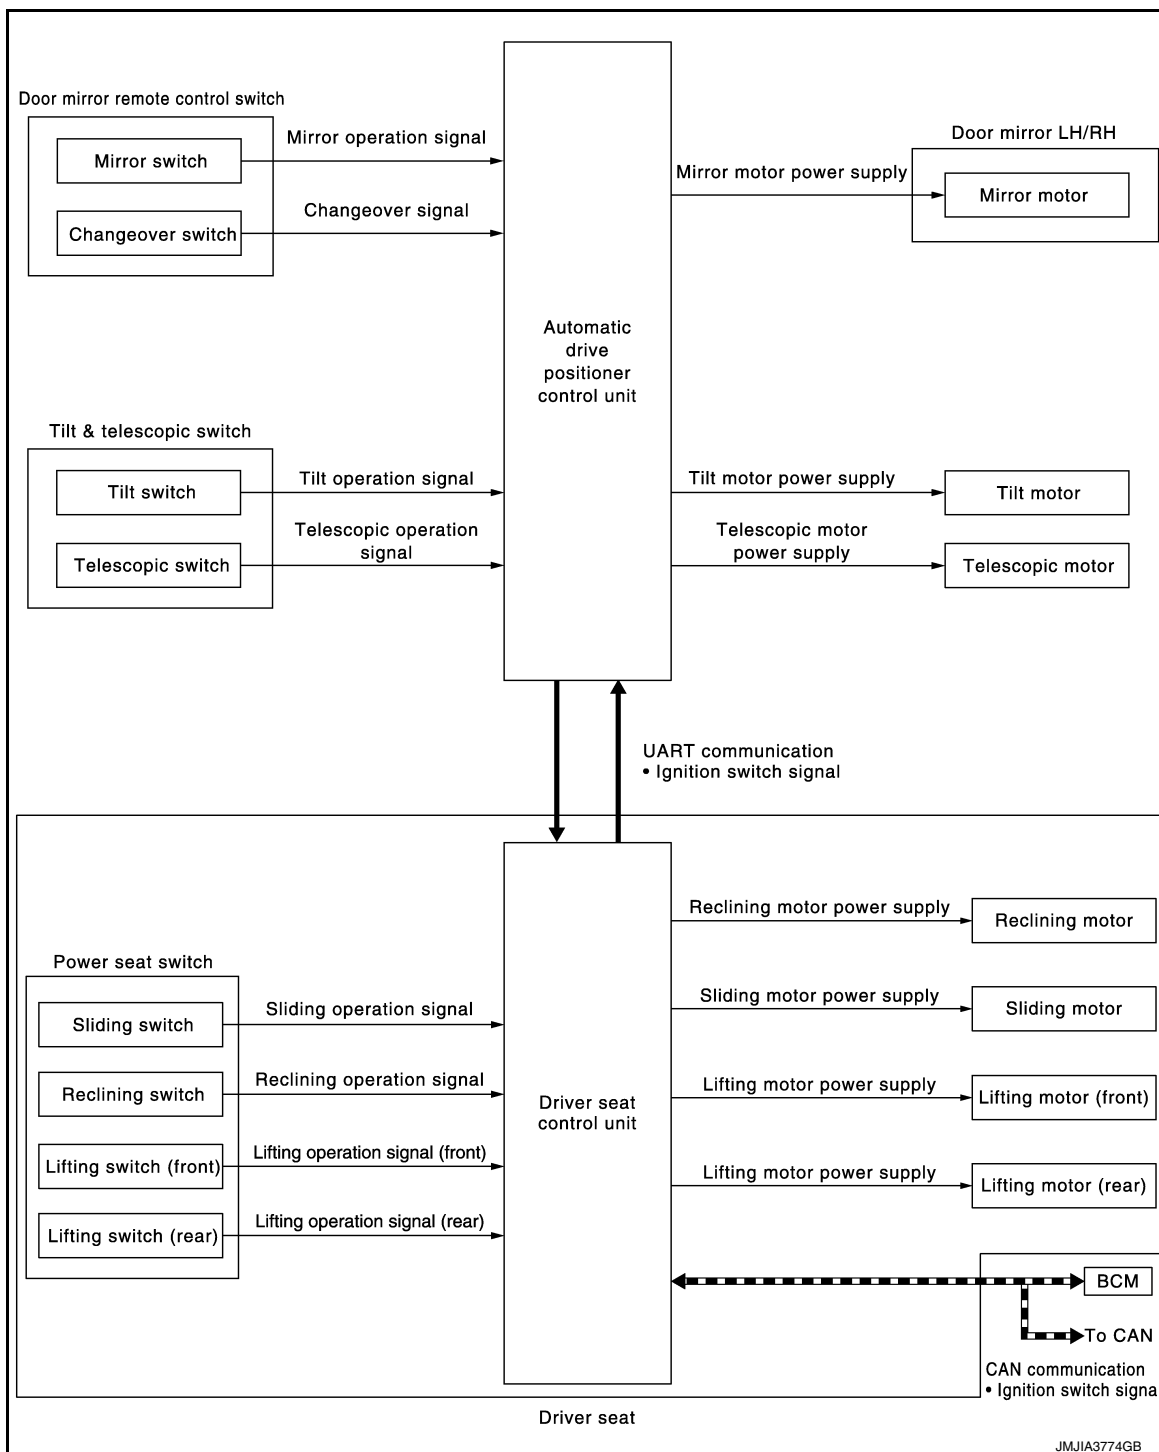 Door mirror remote control switch
Mirror switch
Mirror operation signal
Changeover switch
Changeover signal
Automatic
drive
positioner
control unit
Door mirror LH/RH
Mirror motor power supply
Mirror motor
Tilt & telescopic switch
Tilt switch
Tilt operation signal
Telescopic switch
Telescopic operation
signal
Tilt motor power supply
Tilt motor
Telescopic motor
power supply
Telescopic motor
UART communication
• Ignition switch signal
Power seat switch
Sliding switch
Sliding operation signal
Reclining switch
Reclining operation signal
Lifting switch (front)
Lifting operation signal (front)
Lifting switch (rear)
Lifting operation signal (rear)
Driver seat
control unit
Reclining motor power supply
Reclining motor
Sliding motor power supply
Sliding motor
Lifting motor power supply
Lifting motor (front)
Lifting motor power supply
Lifting motor (rear)
BCM
To CAN
CAN communication
• Ignition switch signal
Driver seat
JMJIA3774GB